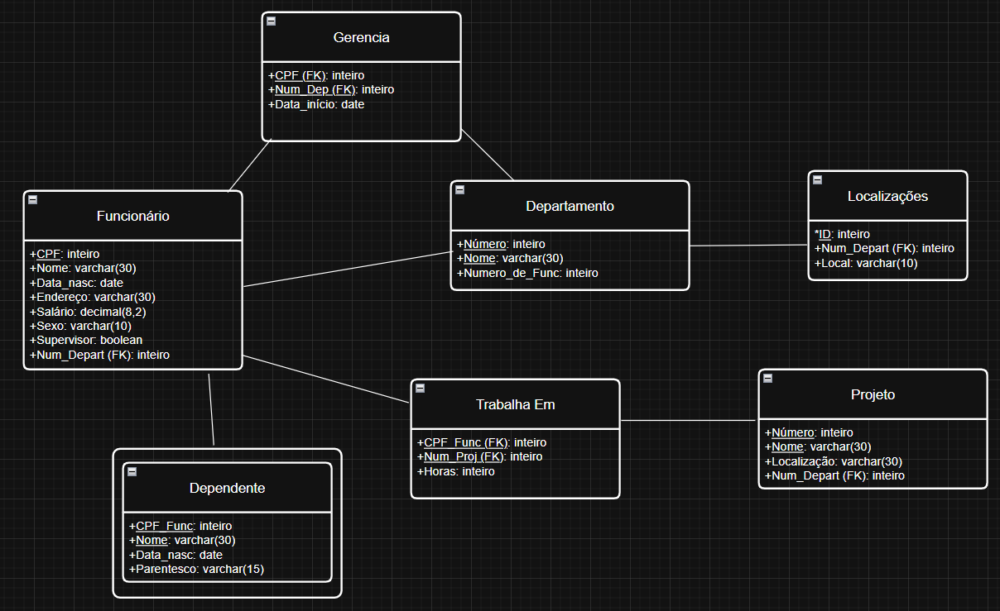 Gerencia
+CPF (FK): inteiro
+Num_Dep (FK): inteiro
+Data_início: date
Funcionário
+CPF: inteiro
+Nome: varchar(30)
+Data_nasc: date
+Endereço: varchar(30)
+Salário: decimal(8,2)
+Sexo: varchar(10)
+Supervisor: boolean
+Num_Depart (FK): inteiro
Departamento
+Número: inteiro
+Nome: varchar(30)
+Numero_de_Func: inteiro
Localizações
*ID: inteiro
+Num_Depart (FK): inteiro
+Local: varchar(10)
Trabalha Em
+CPF_Func (FK): inteiro
+Num_Proj (FK): inteiro
+Horas: inteiro
Projeto
+Número: inteiro
+Nome: varchar(30)
+Localização: varchar(30)
+Num_Depart (FK): inteiro
Dependente
+CPF_Func: inteiro
+Nome: varchar(30)
+Data_nasc: date
+Parentesco: varchar(15)